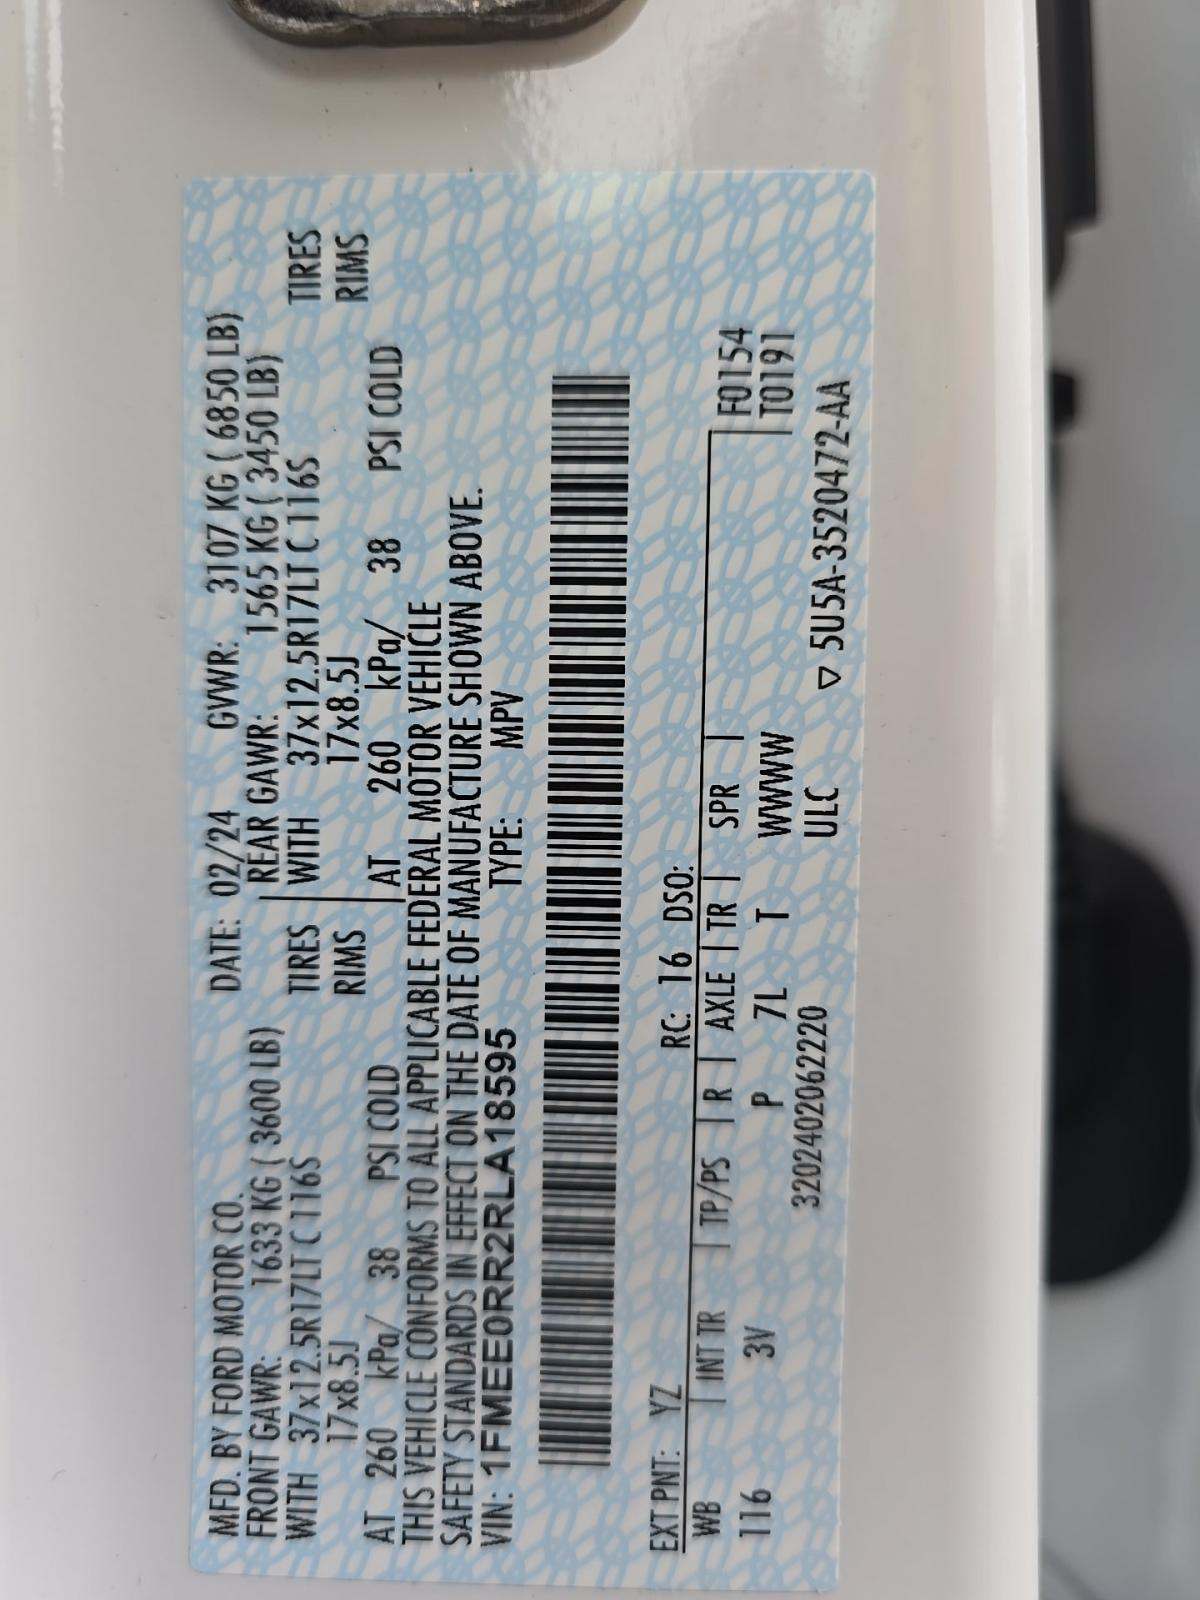 MFD. BY FORD MOTOR CO. DATE: 02/24 GVWR: 3107 KG ( 6850 LB)
FRONT GAWR: 1633 KG ( 3600 LB) REAR GAWR: 1565 KG ( 3450 LB)
WITH 37x12.5R17LT C 116S TIRES WITH 37x12.5R17LT C 116S TIRES
17x8.5J RIMS 17x8.5J RIMS
AT 260 kPa/ 38 PSI COLD AT 260 kPa/ 38 PSI COLD
THIS VEHICLE CONFORMS TO ALL APPLICABLE FEDERAL MOTOR VEHICLE
SAFETY STANDARDS IN EFFECT ON THE DATE OF MANUFACTURE SHOWN ABOVE.
VIN: 1FMEE0RR2RLA18595 TYPE: MPV
EXT PNT: YZ RC: 16 DSO:
WB | INT TR | TP/PS | R | AXLE | TR | SPR | F0154
116 3V P 7L T WWWW T0191
320240206220 ULC ▽ 5U5A-3520472-AA